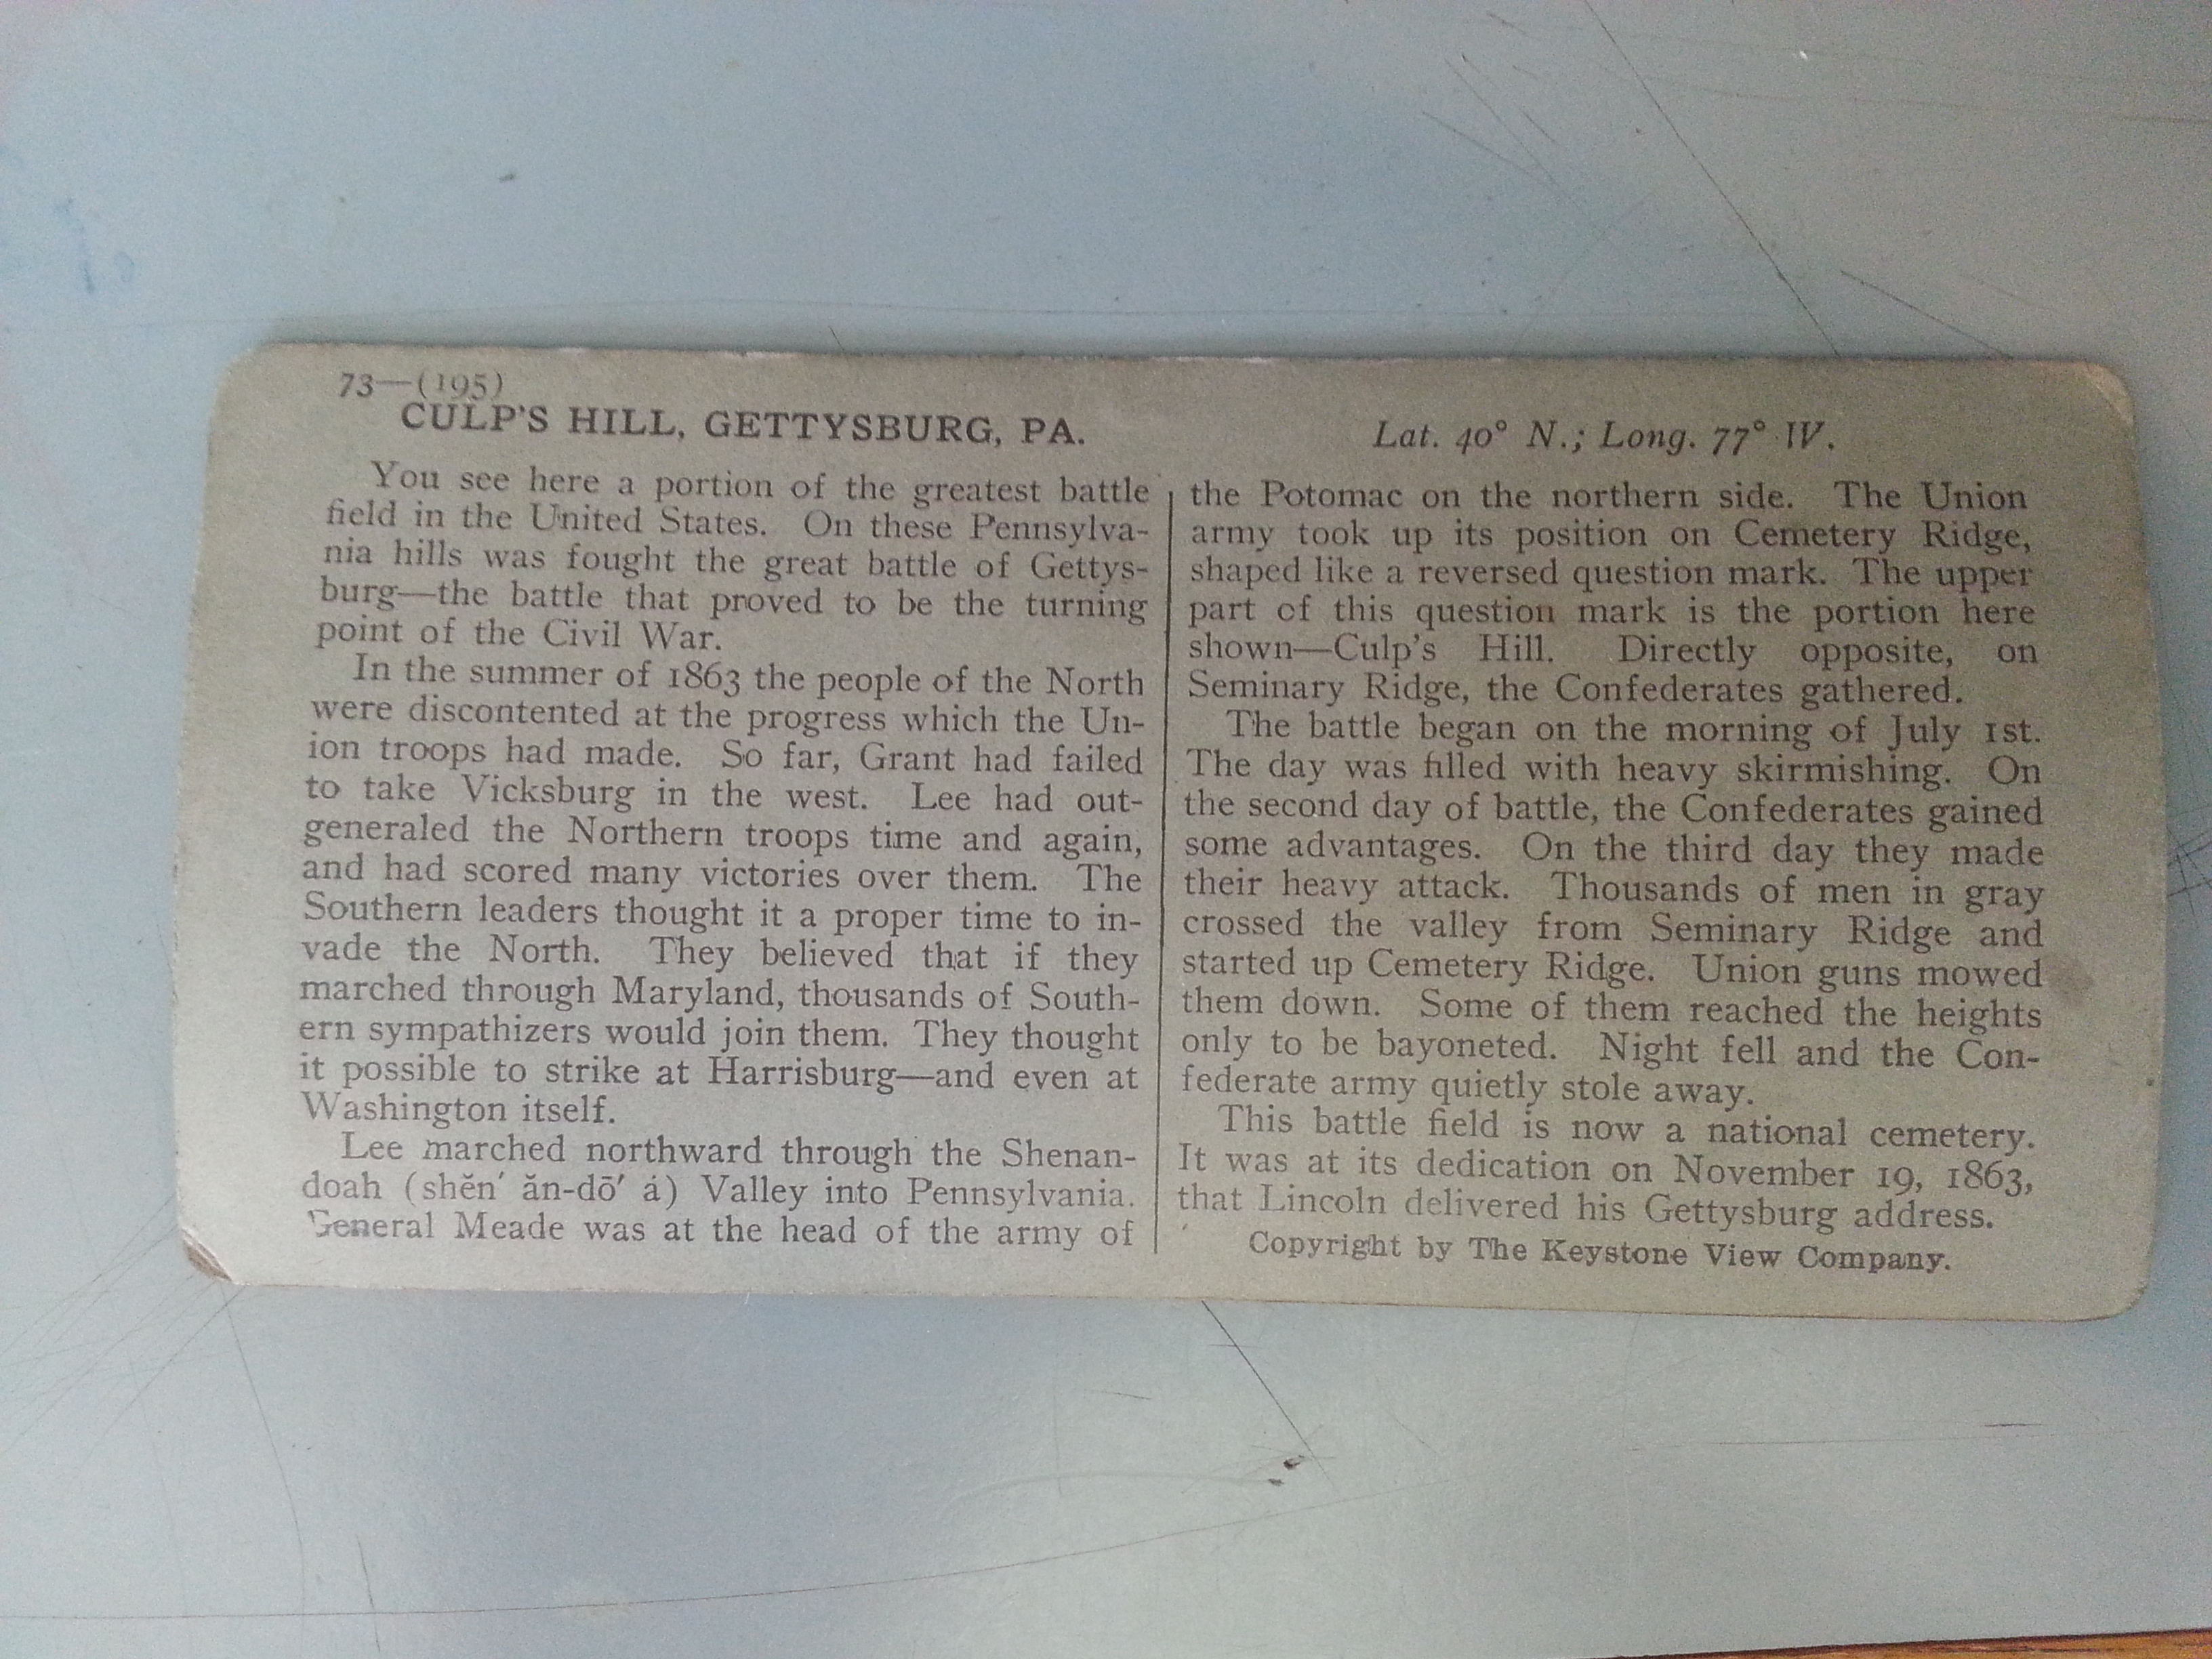 73—(195)
CULP'S HILL, GETTYSBURG, PA.
Lat. 40° N.; Long. 77° W.
You see here a portion of the greatest battle
field in the United States. On these Pennsylva-
nia hills was fought the great battle of Gettys-
burg—the battle that proved to be the turning
point of the Civil War.
In the summer of 1863 the people of the North
were discontented at the progress which the Un-
ion troops had made. So far, Grant had failed
to take Vicksburg in the west. Lee had out-
generaled the Northern troops time and again,
and had scored many victories over them. The
Southern leaders thought it a proper time to in-
vade the North. They believed that if they
marched through Maryland, thousands of South-
ern sympathizers would join them. They thought
it possible to strike at Harrisburg—and even at
Washington itself.
Lee marched northward through the Shenan-
doah (shĕn′ ăn-dō′ ȧ) Valley into Pennsylvania.
General Meade was at the head of the army of
the Potomac on the northern side. The Union
army took up its position on Cemetery Ridge,
shaped like a reversed question mark. The upper
part of this question mark is the portion here
shown—Culp's Hill. Directly opposite, on
Seminary Ridge, the Confederates gathered.
The battle began on the morning of July 1st.
The day was filled with heavy skirmishing. On
the second day of battle, the Confederates gained
some advantages. On the third day they made
their heavy attack. Thousands of men in gray
crossed the valley from Seminary Ridge and
started up Cemetery Ridge. Union guns mowed
them down. Some of them reached the heights
only to be bayoneted. Night fell and the Con-
federate army quietly stole away.
This battle field is now a national cemetery.
It was at its dedication on November 19, 1863,
that Lincoln delivered his Gettysburg address.
Copyright by The Keystone View Company.